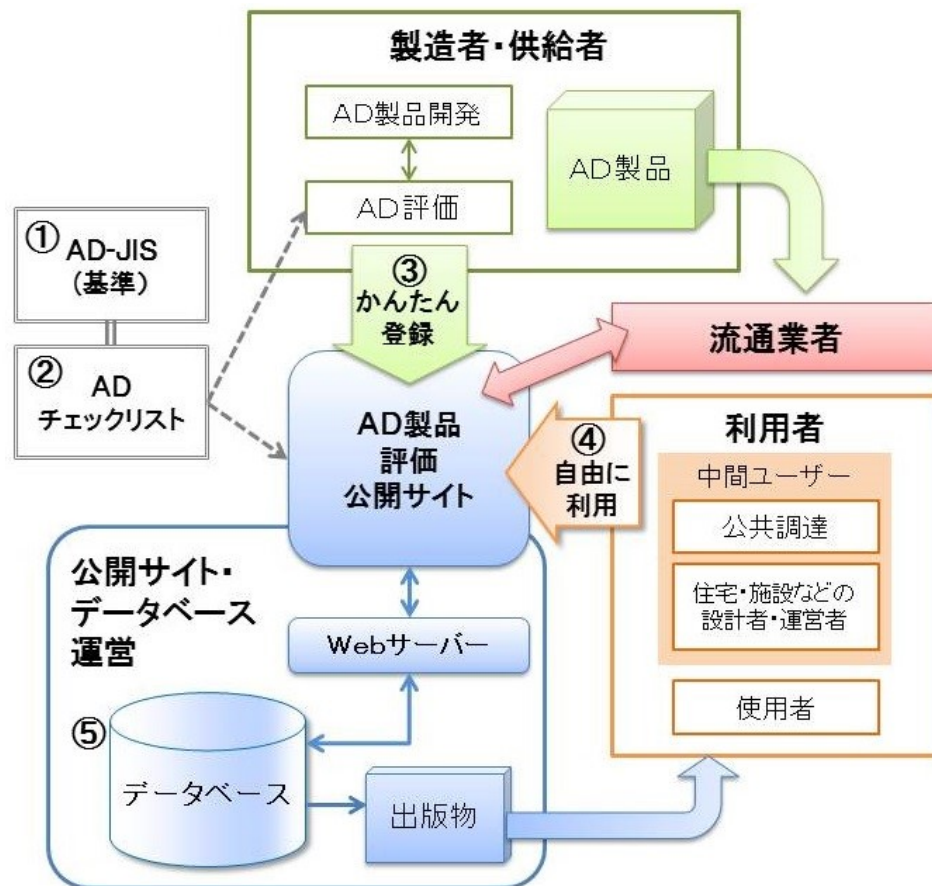 製造者・供給者
AD製品開発
AD評価
AD製品
①
AD-JIS
(基準)
②
AD
チェックリスト
③
かんたん
登録
流通業者
AD製品
評価
公開サイト
④
自由に
利用
利用者
中間ユーザー
公共調達
住宅・施設などの
設計者・運営者
使用者
公開サイト・
データベース
運営
Webサーバー
⑤
データベース
出版物